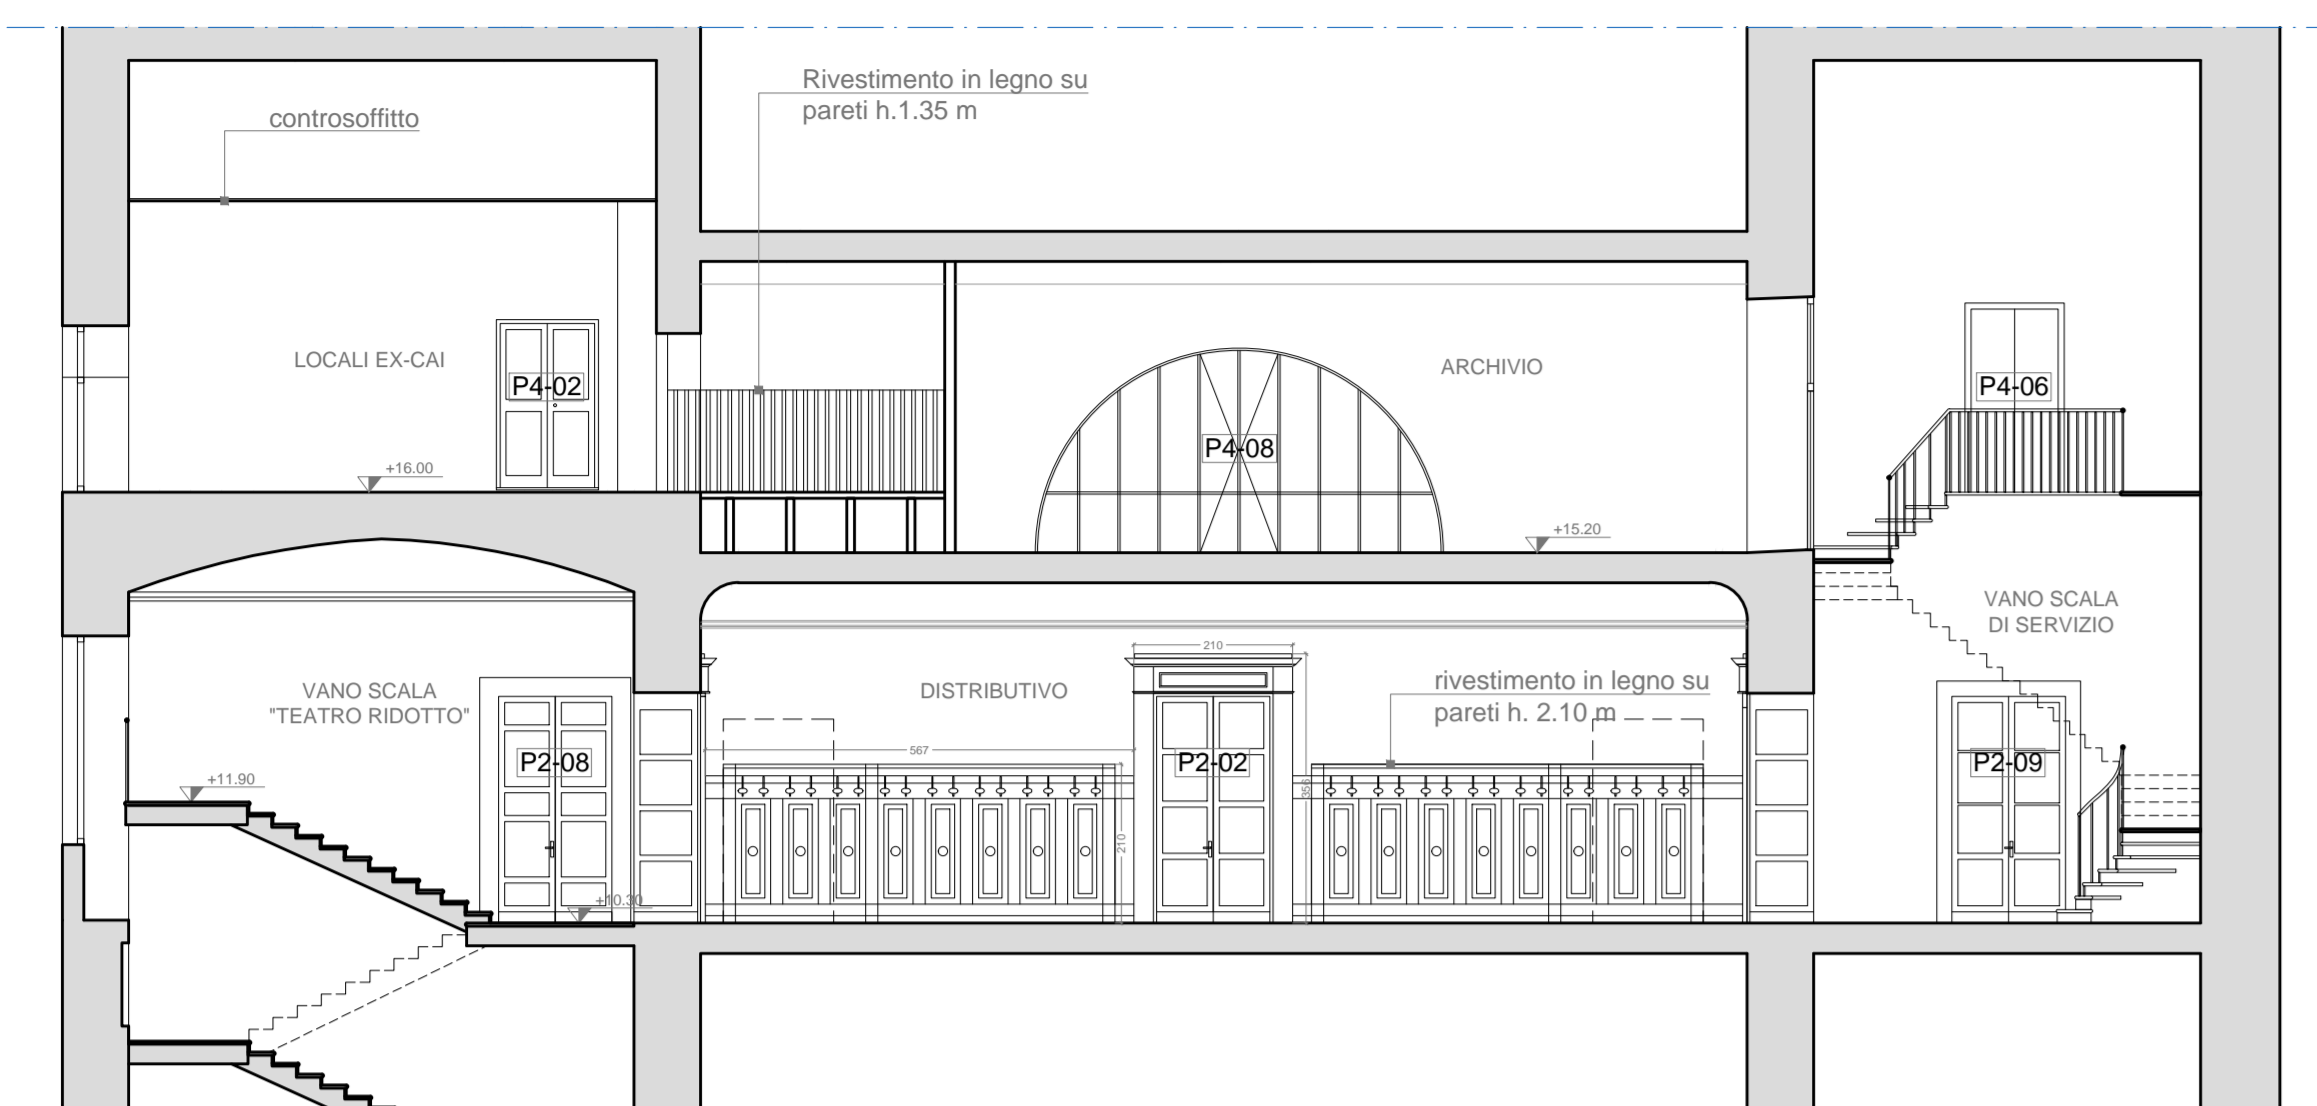 Rivestimento in legno su
pareti h.1.35 m
controsoffitto
LOCALI EX-CAI
P4-02
ARCHIVIO
P4-06
P4-08
+16.00
+15.20
VANO SCALA
DI SERVIZIO
210
VANO SCALA
"TEATRO RIDOTTO"
DISTRIBUTIVO
rivestimento in legno su
pareti h. 2.10 m
567
P2-08
P2-02
P2-09
+11.90
356
210
+10.30